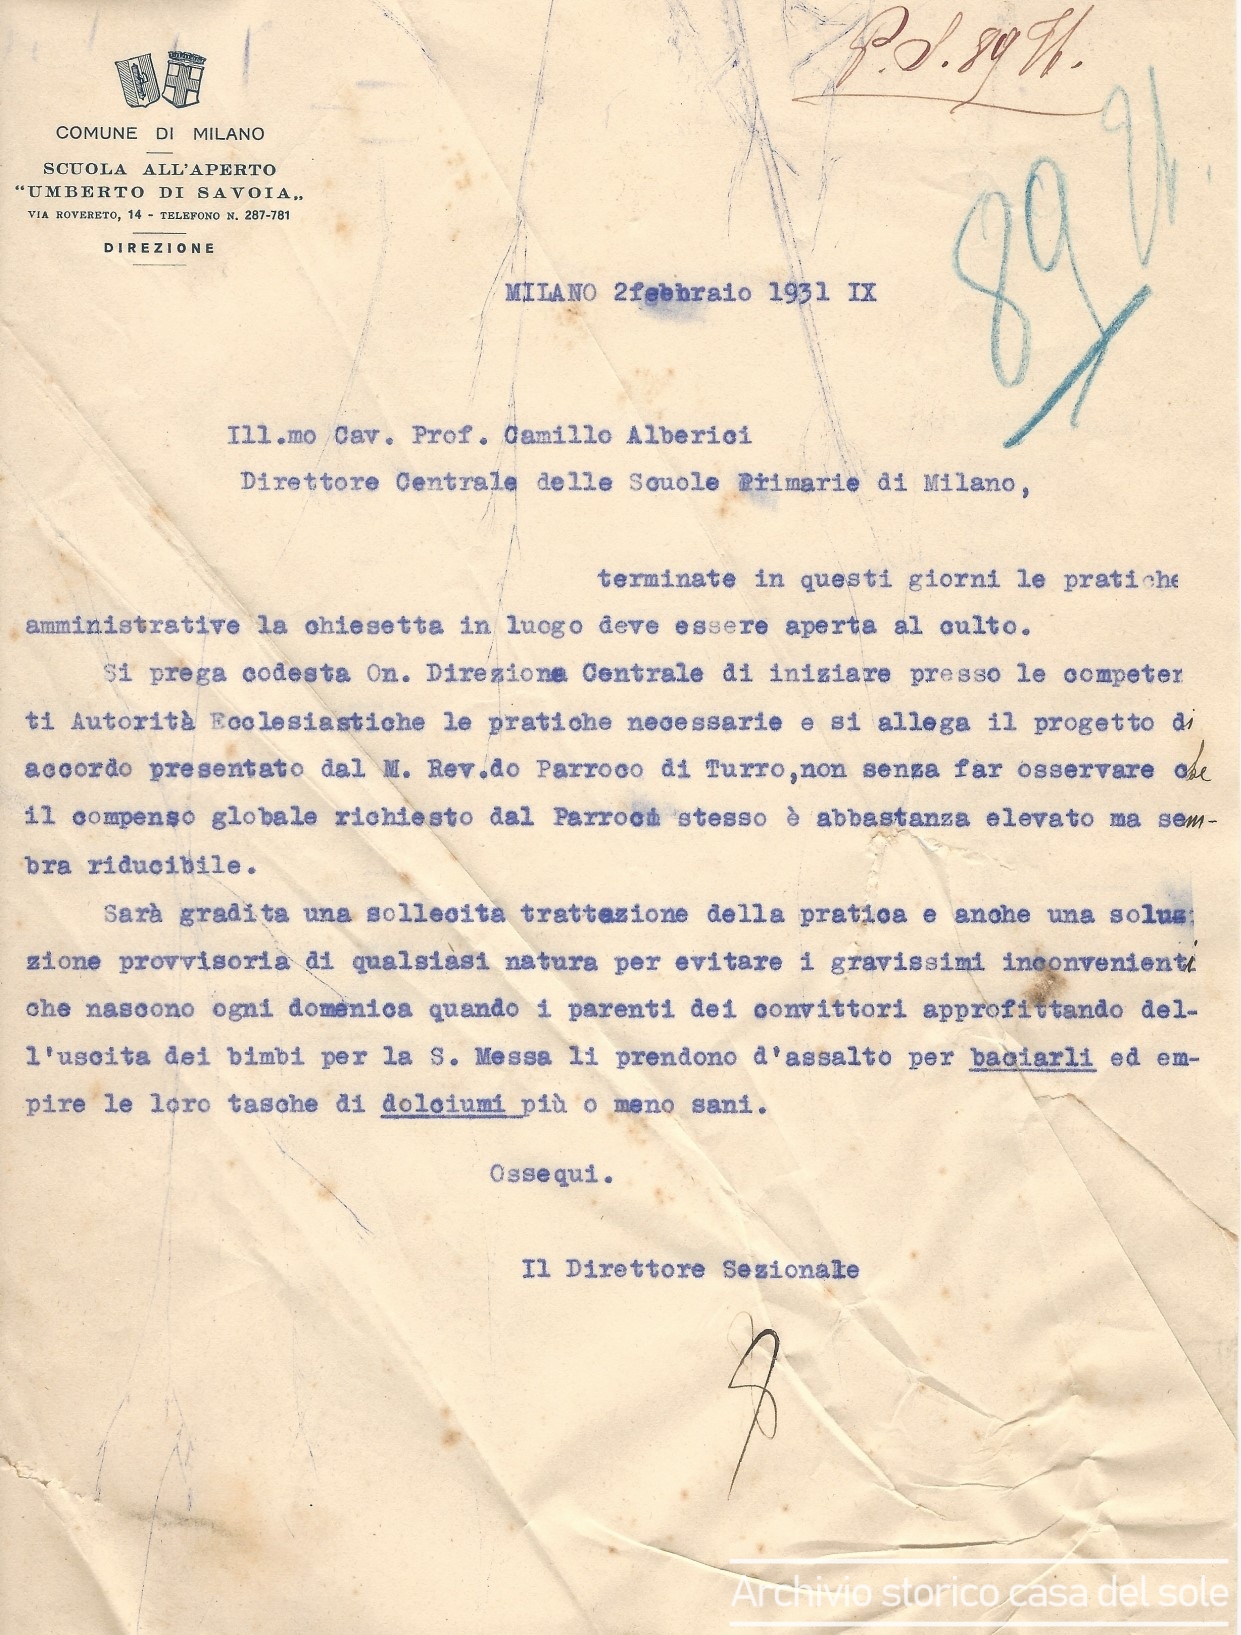 P.S. 89 
89 
COMUNE DI MILANO
SCUOLA ALL'APERTO
“UMBERTO DI SAVOIA„
VIA ROVERETO, 14 - TELEFONO N. 287-781
DIREZIONE
MILANO 2febbraio 1931 IX
Ill.mo Cav. Prof. Camillo Alberici
Direttore Centrale delle Scuole Primarie di Milano,
terminate in questi giorni le pratiche
amministrative la chiesetta in luogo deve essere aperta al culto.
Si prega codesta On. Direzione Centrale di iniziare presso le competen
ti Autorità Ecclesiastiche le pratiche necessarie e si allega il progetto di
accordo presentato dal M. Rev.do Parroco di Turro,non senza far osservare che
il compenso globale richiesto dal Parroci stesso è abbastanza elevato ma sem-
bra riducibile.
Sarà gradita una sollecita trattazione della pratica e anche una soluz
zione provvisoria di qualsiasi natura per evitare i gravissimi inconvenienti
che nascono ogni domenica quando i parenti dei convittori approfittando del-
l'uscita dei bimbi per la S. Messa li prendono d'assalto per baciarli ed em-
pire le loro tasche di dolciumi più o meno sani.
Ossequi.
Il Direttore Sezionale
Archivio storico casa del sole